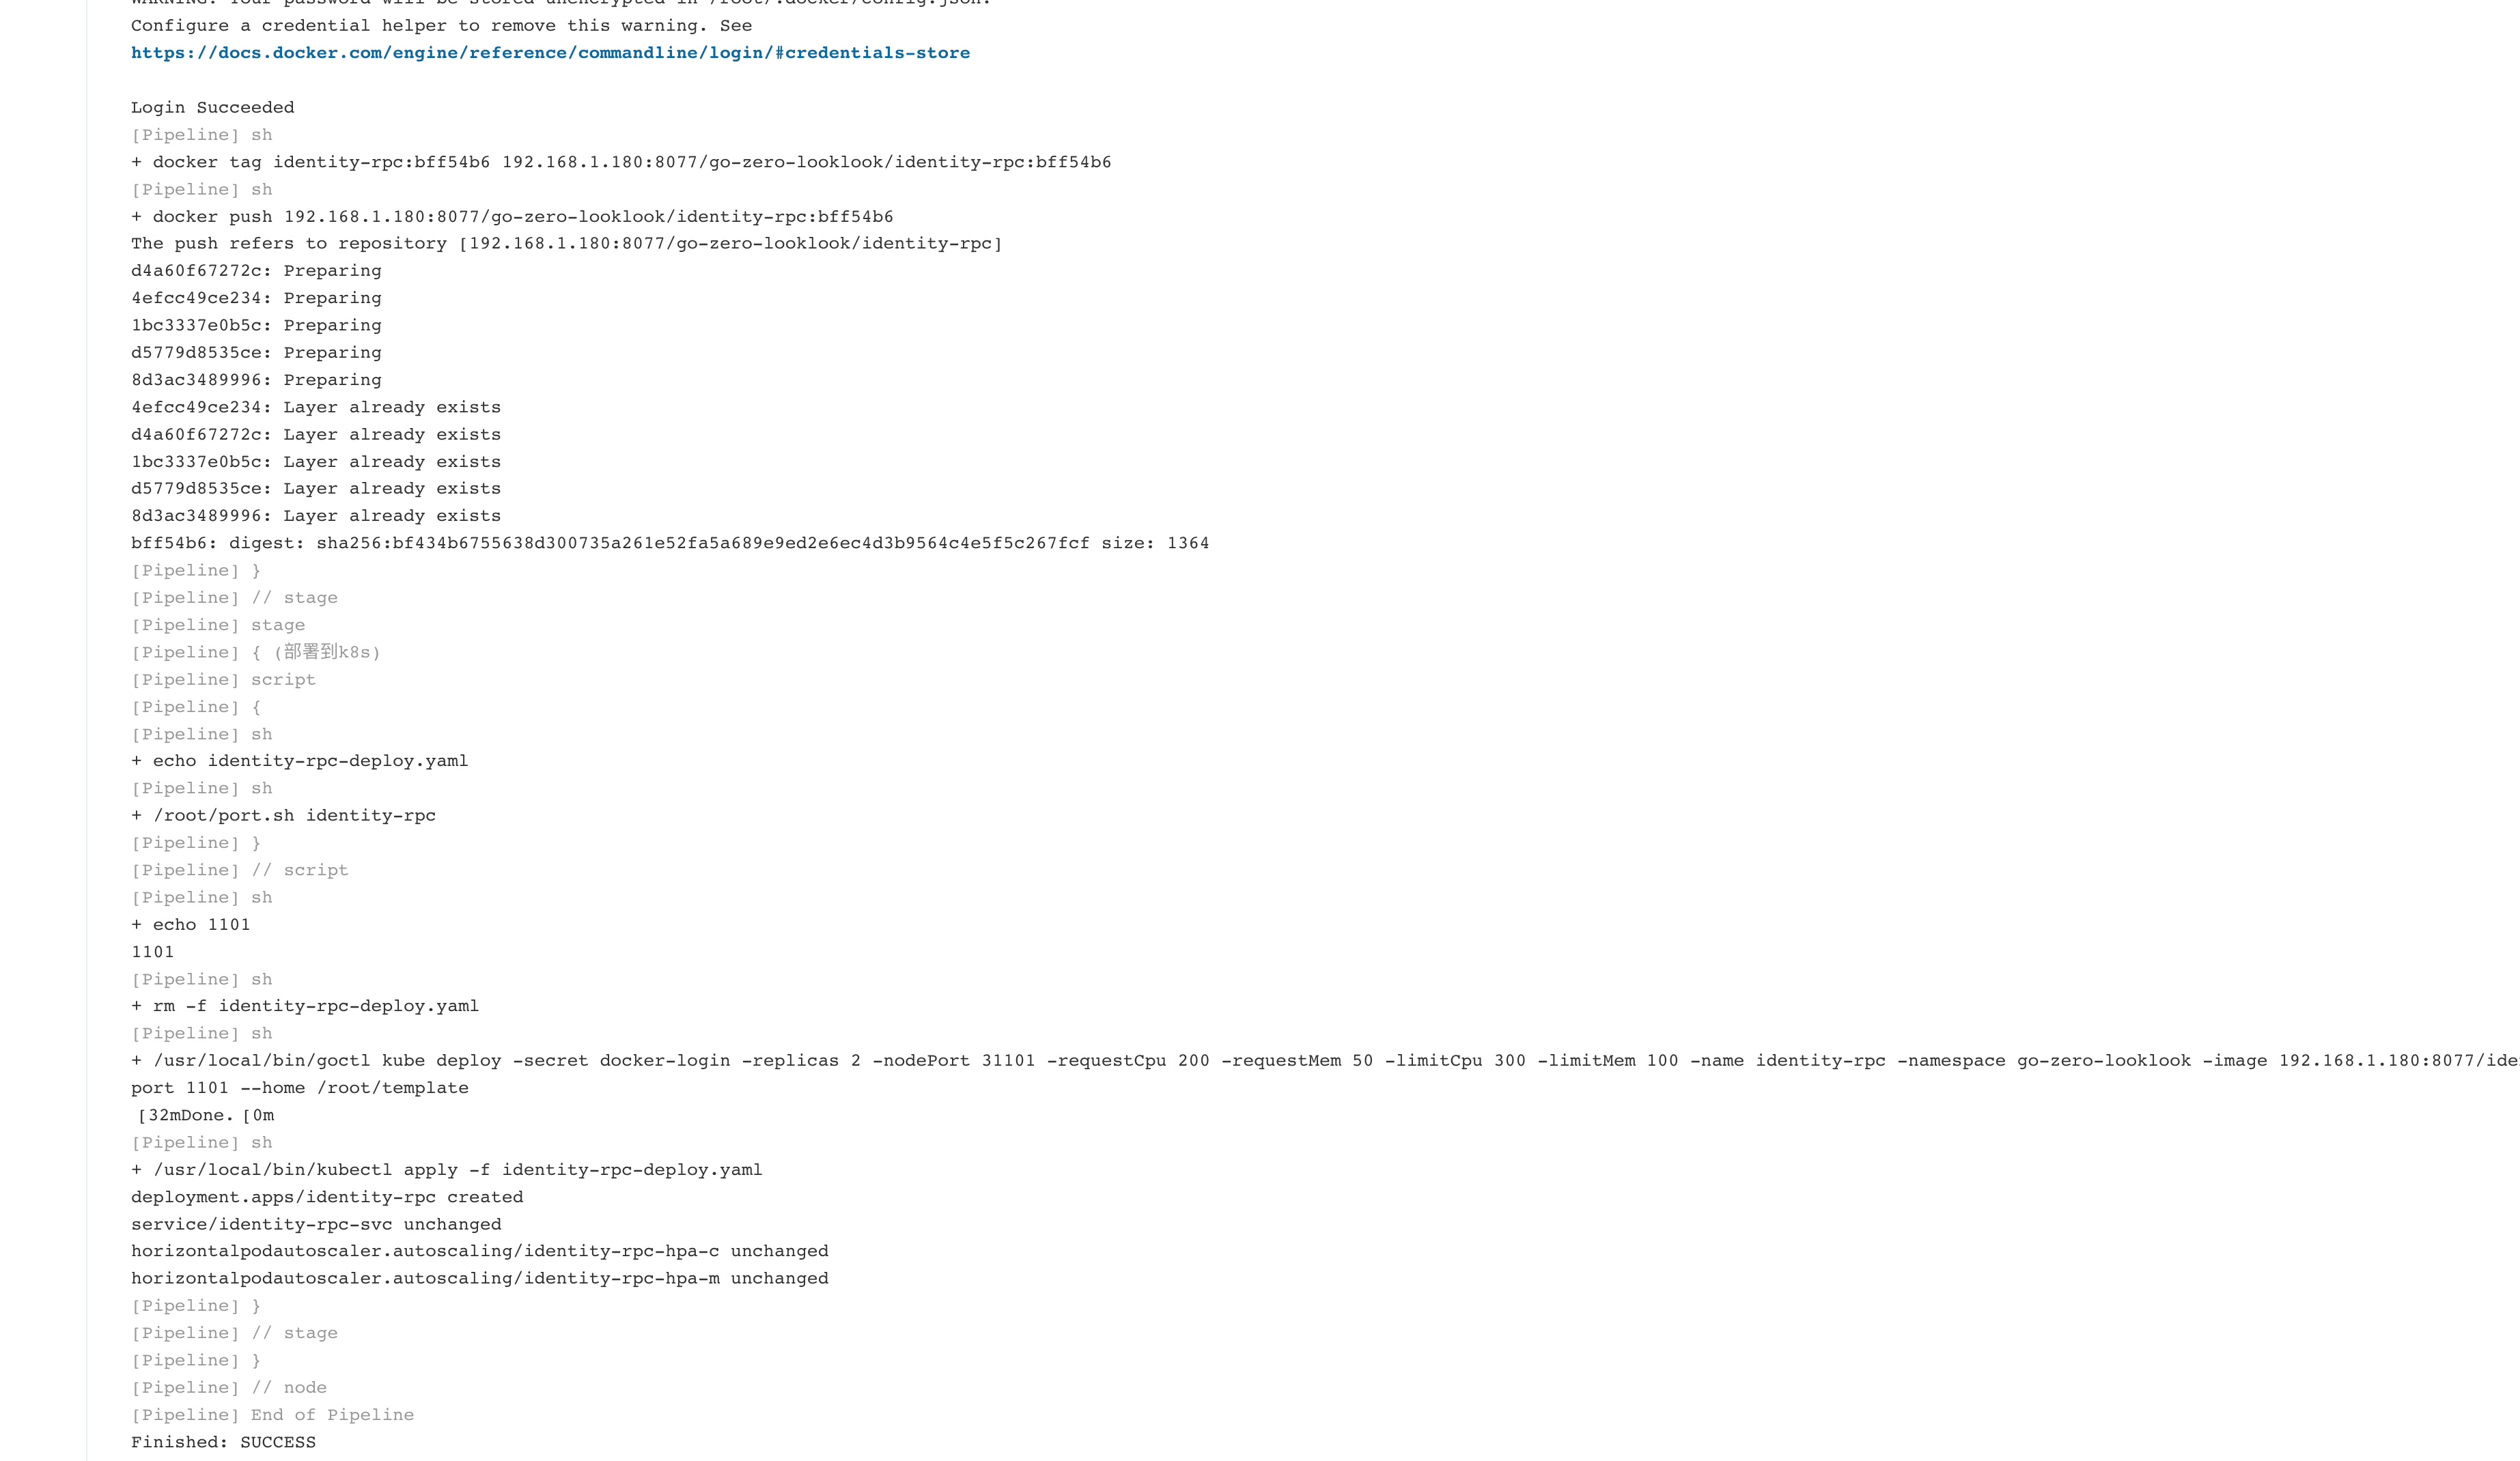 WARNING: Your password will be stored unencrypted in /root/.docker/config.json.
Configure a credential helper to remove this warning. See
https://docs.docker.com/engine/reference/commandline/login/#credentials-store
Login Succeeded
[Pipeline] sh
+ docker tag identity-rpc:bff54b6 192.168.1.180:8077/go-zero-looklook/identity-rpc:bff54b6
[Pipeline] sh
+ docker push 192.168.1.180:8077/go-zero-looklook/identity-rpc:bff54b6
The push refers to repository [192.168.1.180:8077/go-zero-looklook/identity-rpc]
d4a60f67272c: Preparing
4efcc49ce234: Preparing
1bc3337e0b5c: Preparing
d5779d8535ce: Preparing
8d3ac3489996: Preparing
4efcc49ce234: Layer already exists
d4a60f67272c: Layer already exists
1bc3337e0b5c: Layer already exists
d5779d8535ce: Layer already exists
8d3ac3489996: Layer already exists
bff54b6: digest: sha256:bf434b6755638d300735a261e52fa5a689e9ed2e6ec4d3b9564c4e5f5c267fcf size: 1364
[Pipeline] }
[Pipeline] // stage
[Pipeline] stage
[Pipeline] { (部署到k8s)
[Pipeline] script
[Pipeline] {
[Pipeline] sh
+ echo identity-rpc-deploy.yaml
[Pipeline] sh
+ /root/port.sh identity-rpc
[Pipeline] }
[Pipeline] // script
[Pipeline] sh
+ echo 1101
1101
[Pipeline] sh
+ rm -f identity-rpc-deploy.yaml
[Pipeline] sh
+ /usr/local/bin/goctl kube deploy -secret docker-login -replicas 2 -nodePort 31101 -requestCpu 200 -requestMem 50 -limitCpu 300 -limitMem 100 -name identity-rpc -namespace go-zero-looklook -image 192.168.1.180:8077/ide
port 1101 --home /root/template
[32mDone. [0m
[Pipeline] sh
+ /usr/local/bin/kubectl apply -f identity-rpc-deploy.yaml
deployment.apps/identity-rpc created
service/identity-rpc-svc unchanged
horizontalpodautoscaler.autoscaling/identity-rpc-hpa-c unchanged
horizontalpodautoscaler.autoscaling/identity-rpc-hpa-m unchanged
[Pipeline] }
[Pipeline] // stage
[Pipeline] }
[Pipeline] // node
[Pipeline] End of Pipeline
Finished: SUCCESS